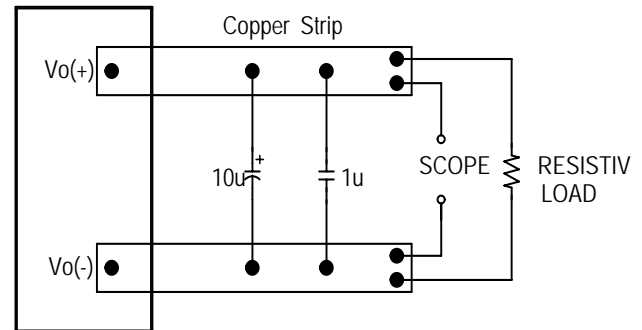 Copper Strip
Vo(+)
10u
+
1u
SCOPE
RESISTIV
LOAD
Vo(-)